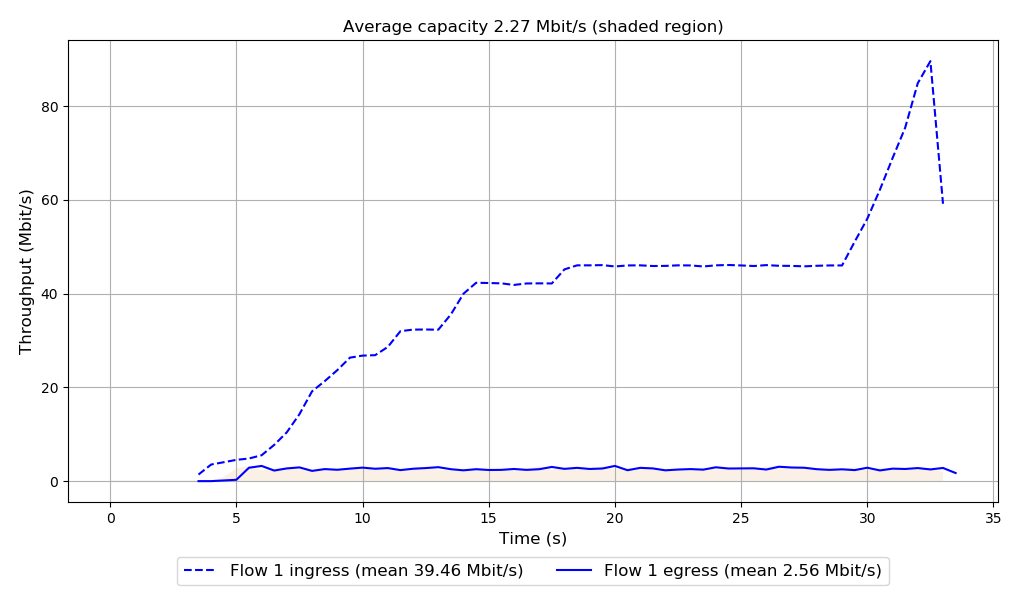 Average capacity 2.27 Mbit/s (shaded region)
Throughput (Mbit/s)
80
60
40
20
0
0 5 10 15 20 25 30 35
Time (s)
Flow 1 ingress (mean 39.46 Mbit/s) Flow 1 egress (mean 2.56 Mbit/s)